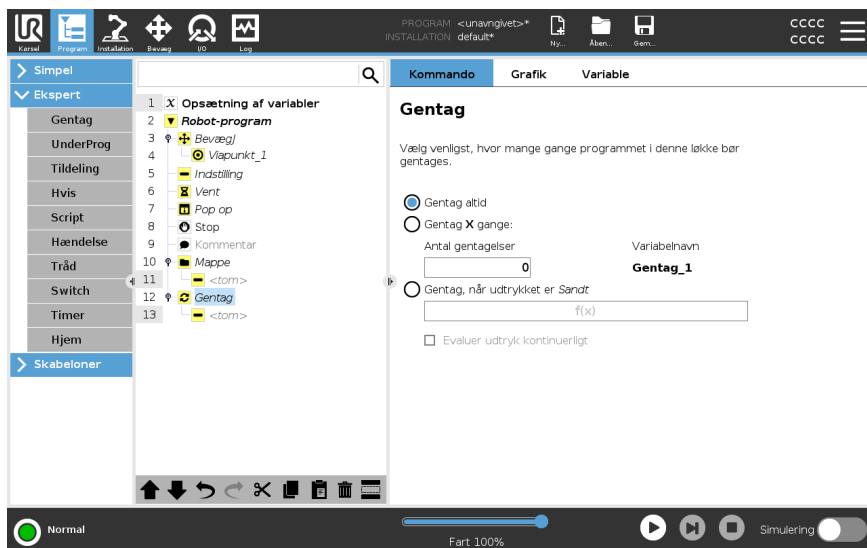 UR
PROGRAM <unavngivet>*
INSTALLATION default*
CCCC
CCCC
Kørsel
Program
Installation
Bevæg
I/O
Log
Ny...
Åben...
Gem...
Simpel
Ekspert
Gentag
UnderProg
Tildeling
Hvis
Script
Hændelse
Tråd
Switch
Timer
Hjem
Skabeloner
1 X Opsætning af variabler
2 Robot-program
3 BevægJ
4 Viapunkt_1
5 Indstilling
6 Vent
7 Pop op
8 Stop
9 Kommentar
10 Mappe
11 <tom>
12 Gentag
13 <tom>
Kommando
Grafik
Variable
Gentag
Vælg venligst, hvor mange gange programmet i denne løkke bør
gentages.
Gentag altid
Gentag X gange:
Antal gentagelser
Variabelnavn
0
Gentag_1
Gentag, når udtrykket er Sandt
f(x)
Evaluer udtryk kontinuerligt
Normal
Fart 100%
Simulering